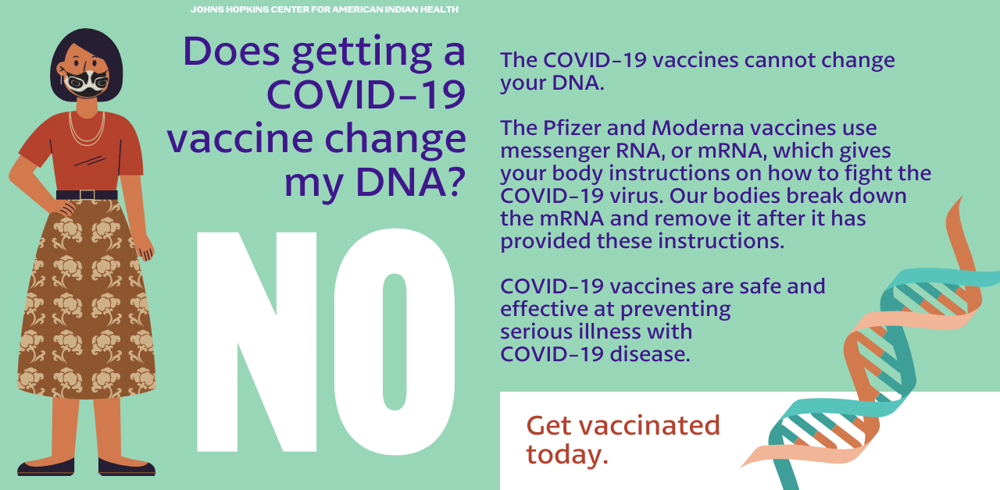 JOHNS HOPKINS CENTER FOR AMERICAN INDIAN HEALTH
Does getting a
COVID-19
vaccine change
my DNA?
NO
The COVID-19 vaccines cannot change
your DNA.
The Pfizer and Moderna vaccines use
messenger RNA, or mRNA, which gives
your body instructions on how to fight the
COVID-19 virus. Our bodies break down
the mRNA and remove it after it has
provided these instructions.
COVID-19 vaccines are safe and
effective at preventing
serious illness with
COVID-19 disease.
Get vaccinated
today.